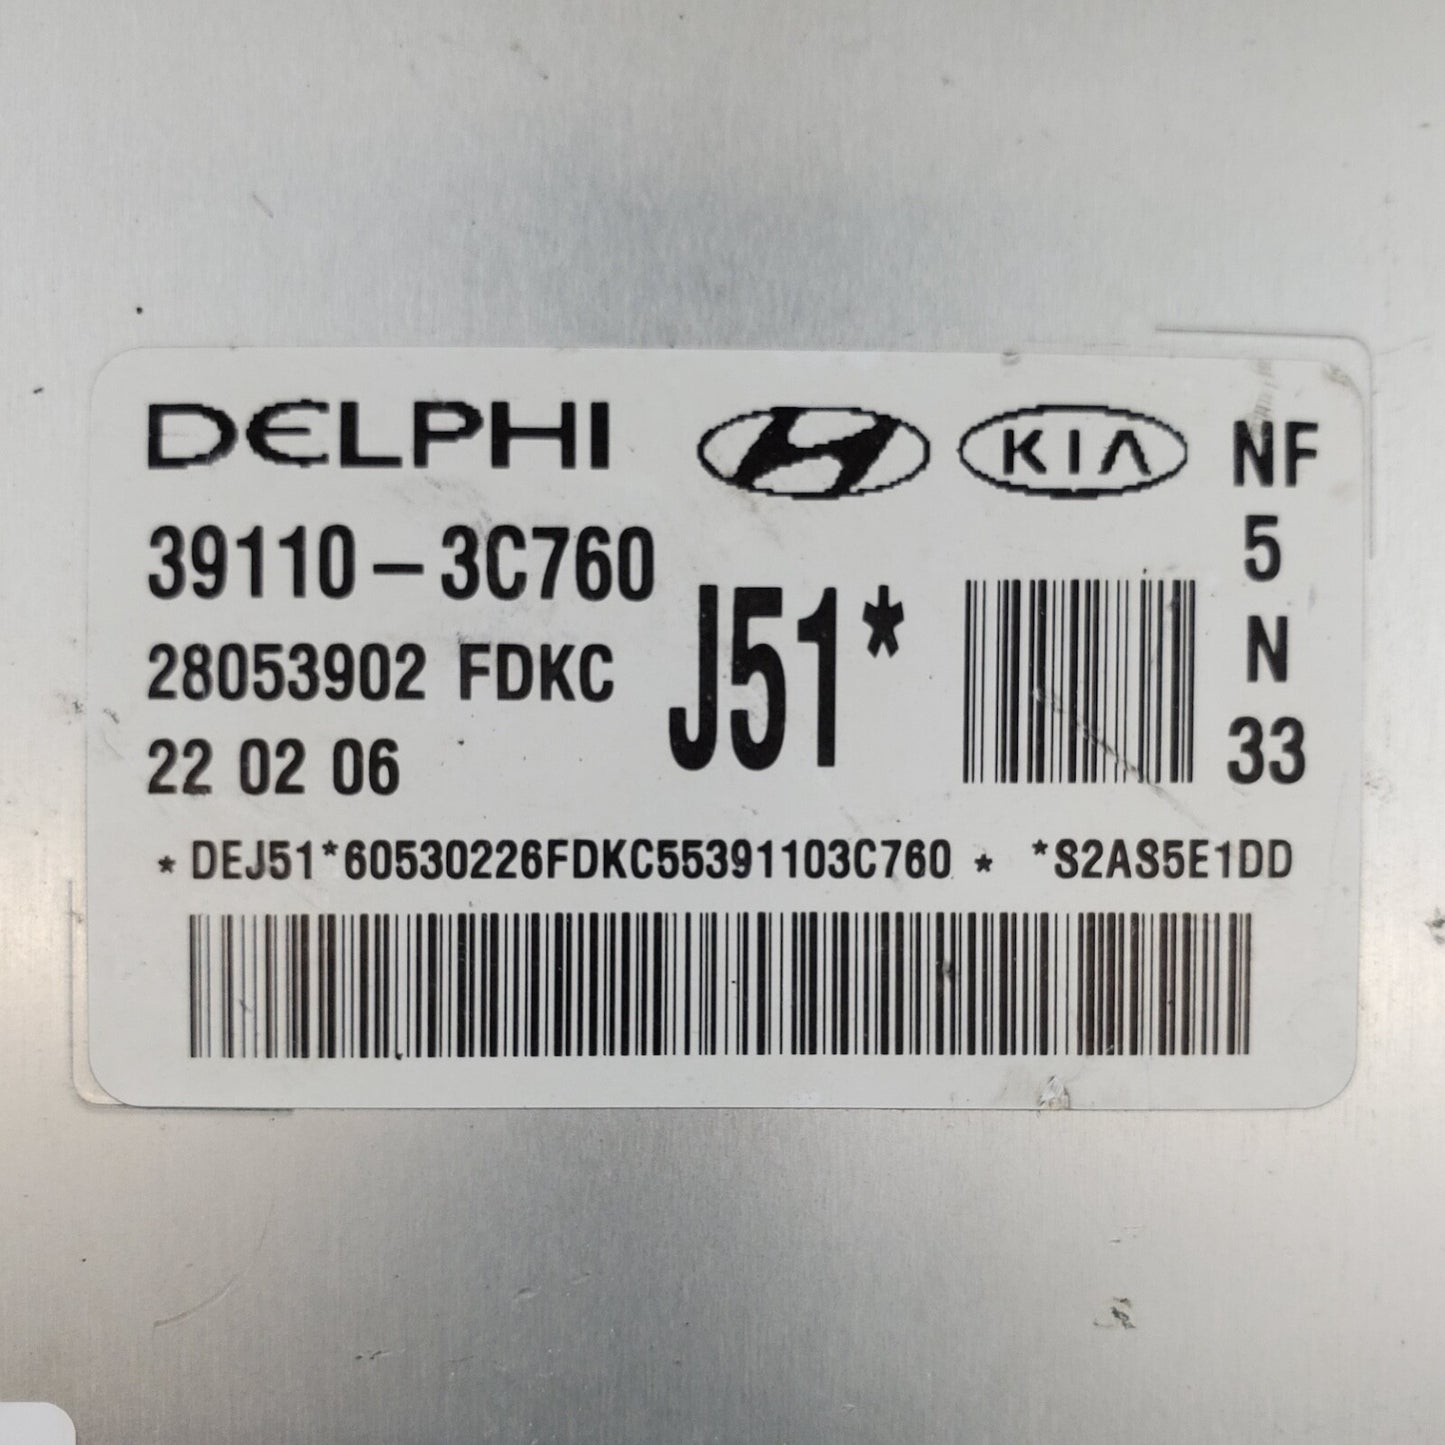 DELPHI KIA NF
39110-3C760 5
28053902 FDKC J51* N
22 02 06 33
*DEJ51*60530226FDKC55391103C760* *S2AS5E1DD